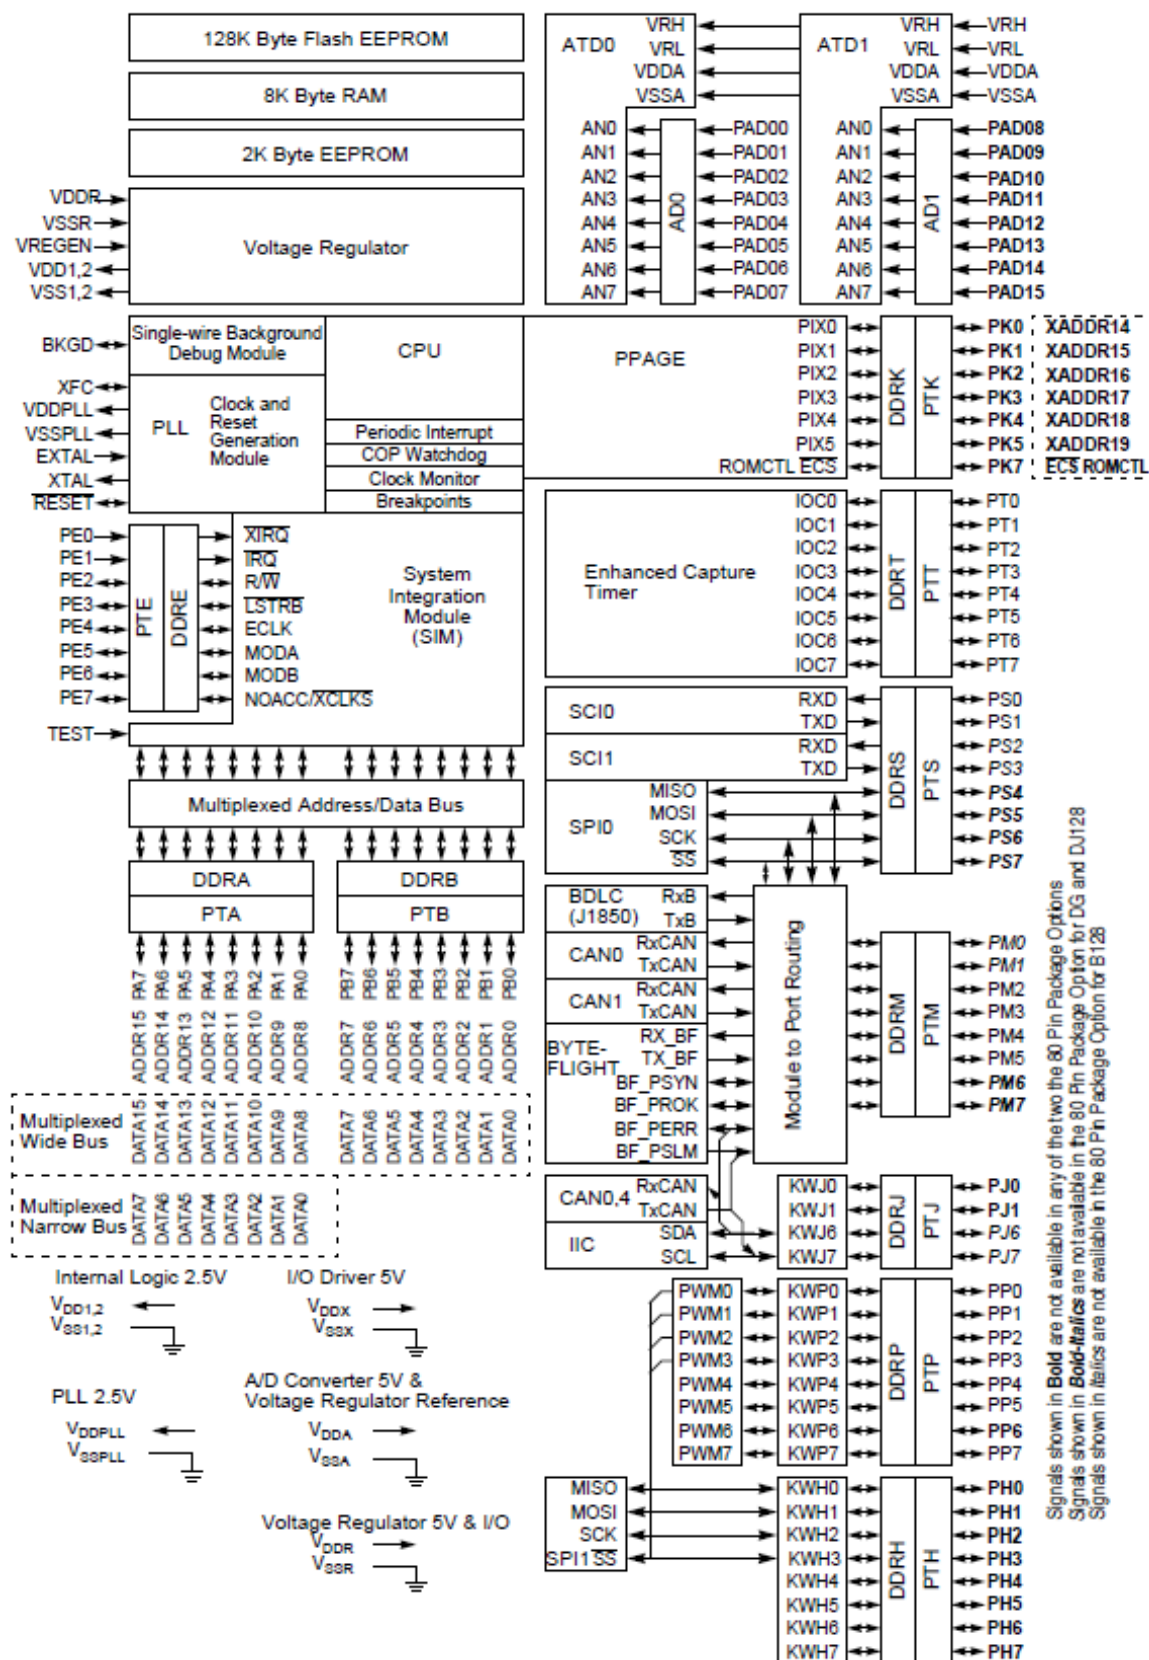 128K Byte Flash EEPROM
8K Byte RAM
2K Byte EEPROM
VDDR
VSSR
VREGEN
VDD1,2
VSS1,2
Voltage Regulator
ATD0
VRH
VRL
VDDA
VSSA
AN0
AN1
AN2
AN3
AN4
AN5
AN6
AN7
AD0
PAD00
PAD01
PAD02
PAD03
PAD04
PAD05
PAD06
PAD07
ATD1
VRH
VRL
VDDA
VSSA
AN0
AN1
AN2
AN3
AN4
AN5
AN6
AN7
AD1
VRH
VRL
VDDA
VSSA
PAD08
PAD09
PAD10
PAD11
PAD12
PAD13
PAD14
PAD15
BKGD
XFC
VDDPLL
VSSPLL
EXTAL
XTAL
RESET
Single-wire Background
Debug Module
PLL
Clock and
Reset
Generation
Module
CPU
Periodic Interrupt
COP Watchdog
Clock Monitor
Breakpoints
PPAGE
PIX0
PIX1
PIX2
PIX3
PIX4
PIX5
ROMCTL ECS
DDRK
PTK
PK0 XADDR14
PK1 XADDR15
PK2 XADDR16
PK3 XADDR17
PK4 XADDR18
PK5 XADDR19
PK7 ECS ROMCTL
PE0
PE1
PE2
PE3
PE4
PE5
PE6
PE7
TEST
PTE
DDRE
XIRQ
IRQ
R/W
LSTRB
ECLK
MODA
MODB
NOACC/XCLKS
System
Integration
Module
(SIM)
Enhanced Capture
Timer
IOC0
IOC1
IOC2
IOC3
IOC4
IOC5
IOC6
IOC7
DDRT
PTT
PT0
PT1
PT2
PT3
PT4
PT5
PT6
PT7
SCI0
RXD
TXD
SCI1
RXD
TXD
SPI0
MISO
MOSI
SCK
SS
DDRS
PTS
PS0
PS1
PS2
PS3
PS4
PS5
PS6
PS7
Multiplexed Address/Data Bus
DDRA
PTA
DDRB
PTB
PA7
PA6
PA5
PA4
PA3
PA2
PA1
PA0
PB7
PB6
PB5
PB4
PB3
PB2
PB1
PB0
ADDR15
ADDR14
ADDR13
ADDR12
ADDR11
ADDR10
ADDR9
ADDR8
ADDR7
ADDR6
ADDR5
ADDR4
ADDR3
ADDR2
ADDR1
ADDR0
Multiplexed
Wide Bus
DATA15
DATA14
DATA13
DATA12
DATA11
DATA10
DATA9
DATA8
DATA7
DATA6
DATA5
DATA4
DATA3
DATA2
DATA1
DATA0
Multiplexed
Narrow Bus
DATA7
DATA6
DATA5
DATA4
DATA3
DATA2
DATA1
DATA0
BDLC
(J1850)
RxB
TxB
CAN0
RxCAN
TxCAN
CAN1
RxCAN
TxCAN
BYTE-
FLIGHT
RX_BF
TX_BF
BF_PSYN
BF_PROK
BF_PERR
BF_PSLM
Module to Port Routing
DDRM
PTM
PM0
PM1
PM2
PM3
PM4
PM5
PM6
PM7
CAN0,4
RxCAN
TxCAN
IIC
SDA
SCL
KWJ0
KWJ1
KWJ6
KWJ7
DDRJ
PTJ
PJ0
PJ1
PJ6
PJ7
PWM0
PWM1
PWM2
PWM3
PWM4
PWM5
PWM6
PWM7
KWP0
KWP1
KWP2
KWP3
KWP4
KWP5
KWP6
KWP7
DDRP
PTP
PP0
PP1
PP2
PP3
PP4
PP5
PP6
PP7
MISO
MOSI
SCK
SPI1 SS
KWH0
KWH1
KWH2
KWH3
KWH4
KWH5
KWH6
KWH7
DDRH
PTH
PH0
PH1
PH2
PH3
PH4
PH5
PH6
PH7
Internal Logic 2.5V
VDD1,2
VSS1,2
I/O Driver 5V
VDDX
VSSX
PLL 2.5V
VDDPLL
VSSPLL
A/D Converter 5V &
Voltage Regulator Reference
VDDA
VSSA
Voltage Regulator 5V & I/O
VDDR
VSSR
Signals shown in Bold are not available in any of the two the 80 Pin Package Options
Signals shown in Bold-Italics are not available in the 80 Pin Package Option for DG and DJ128
Signals shown in Italics are not available in the 80 Pin Package Option for B128